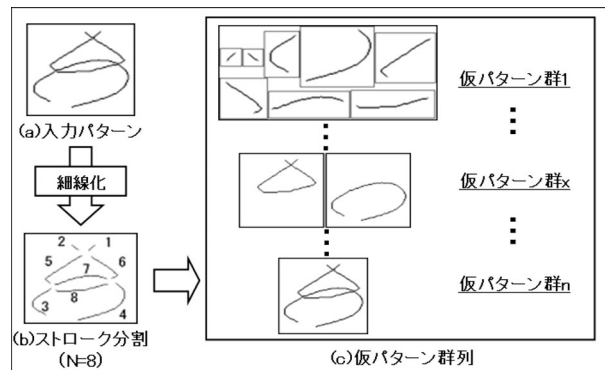 (a)入力パターン
細線化
2 1
5 7 6
3 8 4
(b)ストローク分割
(N=8)
仮パターン群1
仮パターン群x
仮パターン群n
(c)仮パターン群列